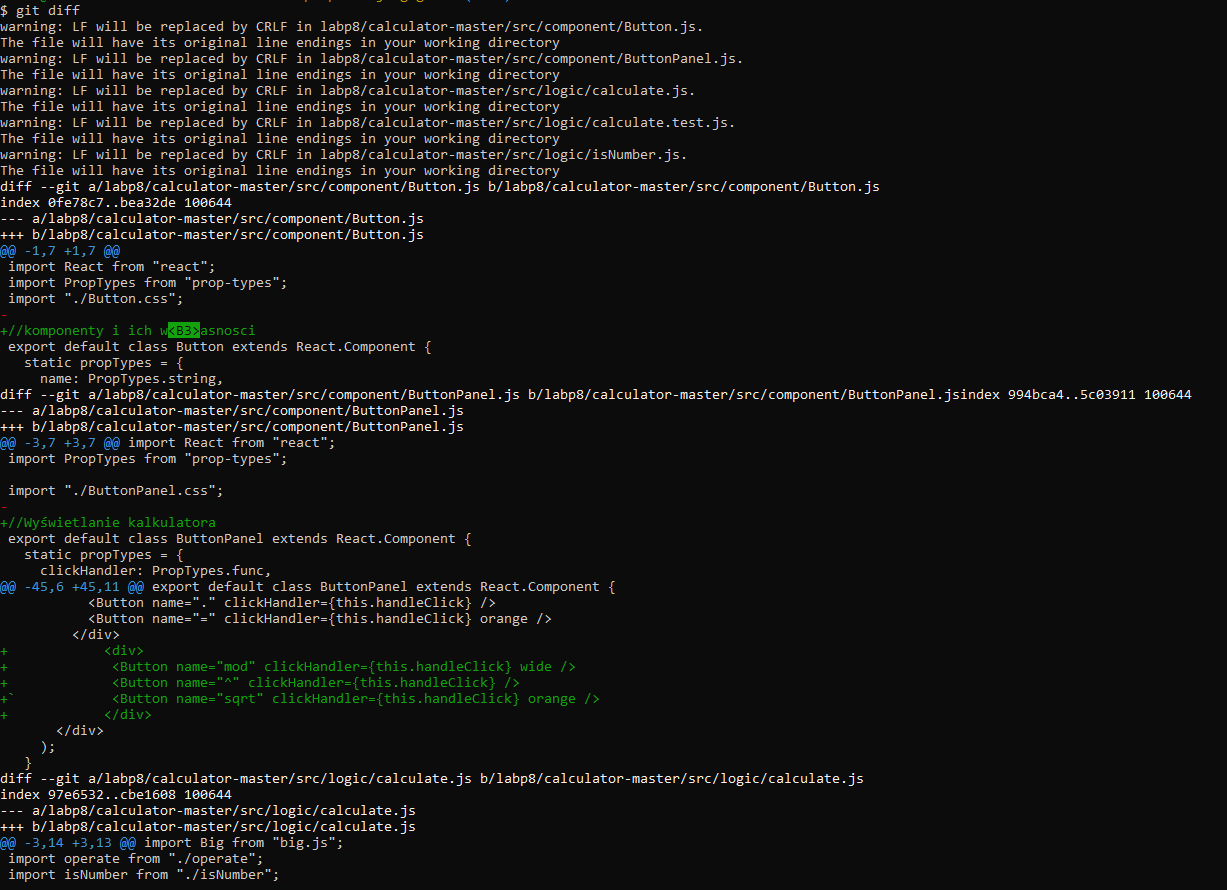 $ git diff
warning: LF will be replaced by CRLF in labp8/calculator-master/src/component/Button.js.
The file will have its original line endings in your working directory
warning: LF will be replaced by CRLF in labp8/calculator-master/src/component/ButtonPanel.js.
The file will have its original line endings in your working directory
warning: LF will be replaced by CRLF in labp8/calculator-master/src/logic/calculate.js.
The file will have its original line endings in your working directory
warning: LF will be replaced by CRLF in labp8/calculator-master/src/logic/calculate.test.js.
The file will have its original line endings in your working directory
warning: LF will be replaced by CRLF in labp8/calculator-master/src/logic/isNumber.js.
The file will have its original line endings in your working directory
diff --git a/labp8/calculator-master/src/component/Button.js b/labp8/calculator-master/src/component/Button.js
index 0fe78c7..bea32de 100644
--- a/labp8/calculator-master/src/component/Button.js
+++ b/labp8/calculator-master/src/component/Button.js
@@ -1,7 +1,7 @@
 import React from "react";
 import PropTypes from "prop-types";
 import "./Button.css";
-
+//komponenty i ich w<B3>asnosci
 export default class Button extends React.Component {
   static propTypes = {
     name: PropTypes.string,
diff --git a/labp8/calculator-master/src/component/ButtonPanel.js b/labp8/calculator-master/src/component/ButtonPanel.jsindex 994bca4..5c03911 100644
--- a/labp8/calculator-master/src/component/ButtonPanel.js
+++ b/labp8/calculator-master/src/component/ButtonPanel.js
@@ -3,7 +3,7 @@ import React from "react";
 import PropTypes from "prop-types";

 import "./ButtonPanel.css";
-
+//Wyświetlanie kalkulatora
 export default class ButtonPanel extends React.Component {
   static propTypes = {
     clickHandler: PropTypes.func,
@@ -45,6 +45,11 @@ export default class ButtonPanel extends React.Component {
           <Button name="." clickHandler={this.handleClick} />
           <Button name="=" clickHandler={this.handleClick} orange />
         </div>
+            <div>
+             <Button name="mod" clickHandler={this.handleClick} wide />
+             <Button name="^" clickHandler={this.handleClick} />
+`            <Button name="sqrt" clickHandler={this.handleClick} orange />
+            </div>
       </div>
     );
   }
diff --git a/labp8/calculator-master/src/logic/calculate.js b/labp8/calculator-master/src/logic/calculate.js
index 97e6532..cbe1608 100644
--- a/labp8/calculator-master/src/logic/calculate.js
+++ b/labp8/calculator-master/src/logic/calculate.js
@@ -3,14 +3,13 @@ import Big from "big.js";
 import operate from "./operate";
 import isNumber from "./isNumber";